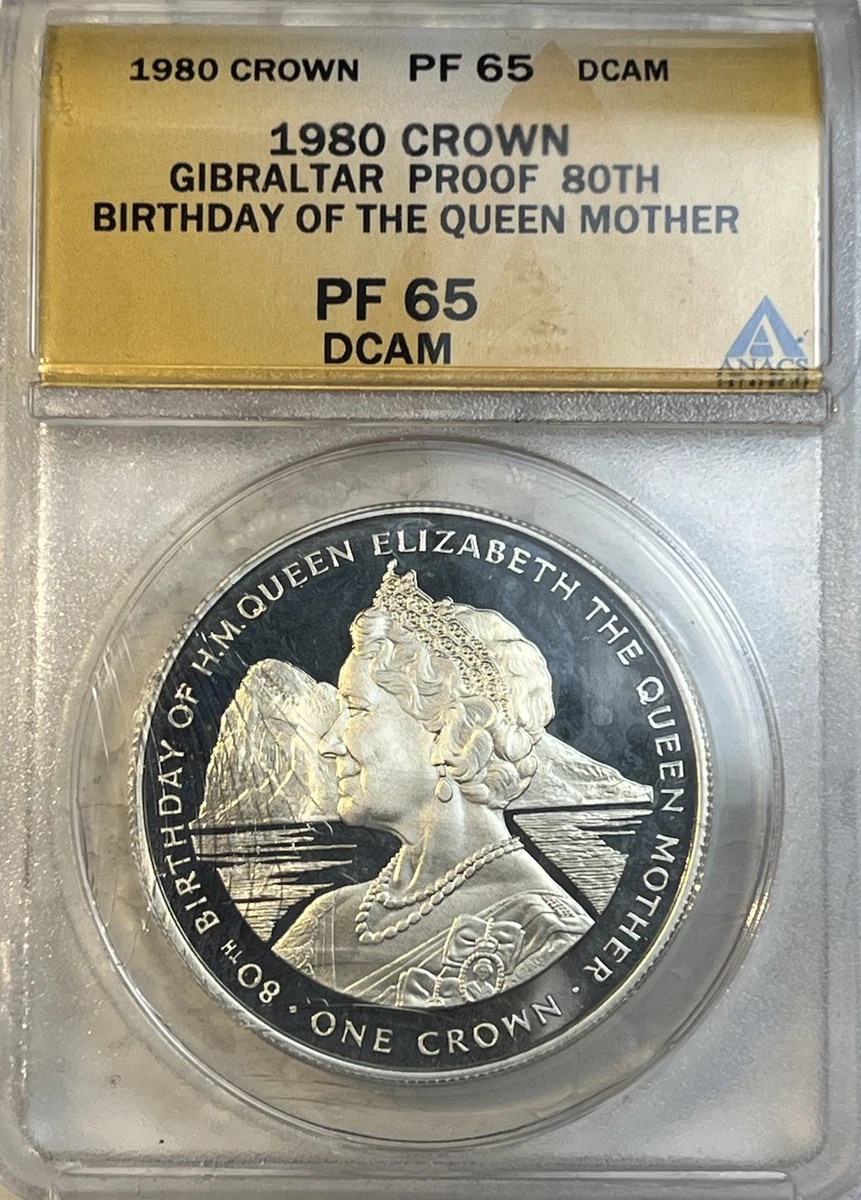 1980 CROWN PF 65 DCAM
1980 CROWN
GIBRALTAR PROOF 80TH
BIRTHDAY OF THE QUEEN MOTHER
PF 65
DCAM
ANACS
80TH BIRTHDAY OF H.M.QUEEN ELIZABETH THE QUEEN MOTHER
· ONE CROWN ·